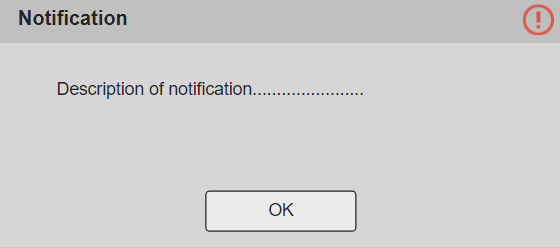 Notification
Description of notification.......................
OK